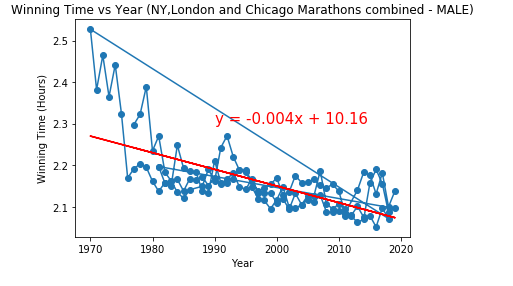 Winning Time vs Year (NY,London and Chicago Marathons combined - MALE)
2.5
2.4
2.3
2.2
2.1
Winning Time (Hours)
y = -0.004x + 10.16
1970
1980
1990
2000
2010
2020
Year